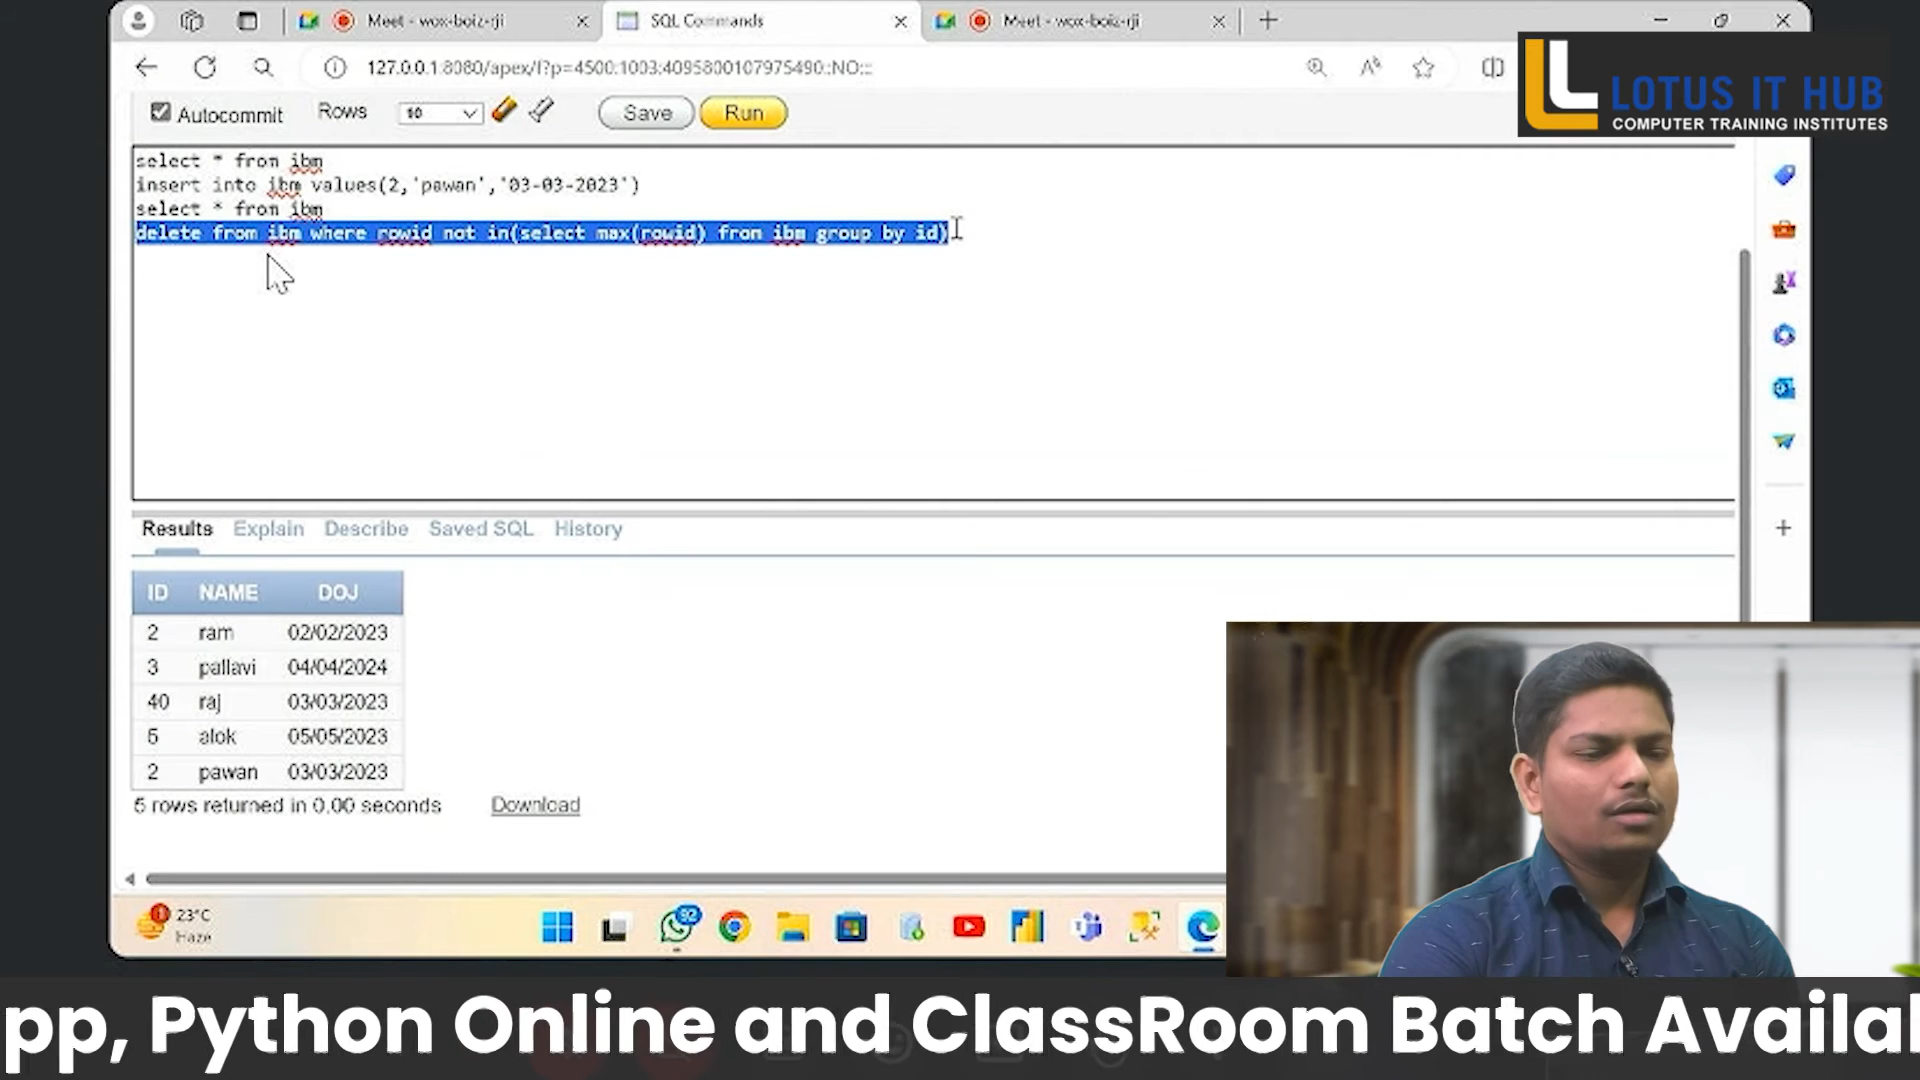 Meet - wox-boiz-rji
SQL Commands
Meet - wox-boiz-rji
127.0.0.1:8080/apex/f?p=4500:1003:4095800107975490::NO:::
LOTUS IT HUB
COMPUTER TRAINING INSTITUTES
Autocommit Rows 10 Save Run
select * from ibm
insert into ibm values(2,'pawan','03-03-2023')
select * from ibm
delete from ibm where rowid not in(select max(rowid) from ibm group by id)
Results Explain Describe Saved SQL History
ID NAME DOJ
2 ram 02/02/2023
3 pallavi 04/04/2024
40 raj 03/03/2023
5 alok 05/05/2023
2 pawan 03/03/2023
5 rows returned in 0.00 seconds Download
1 23°C
Haze
92
pp, Python Online and ClassRoom Batch Availa